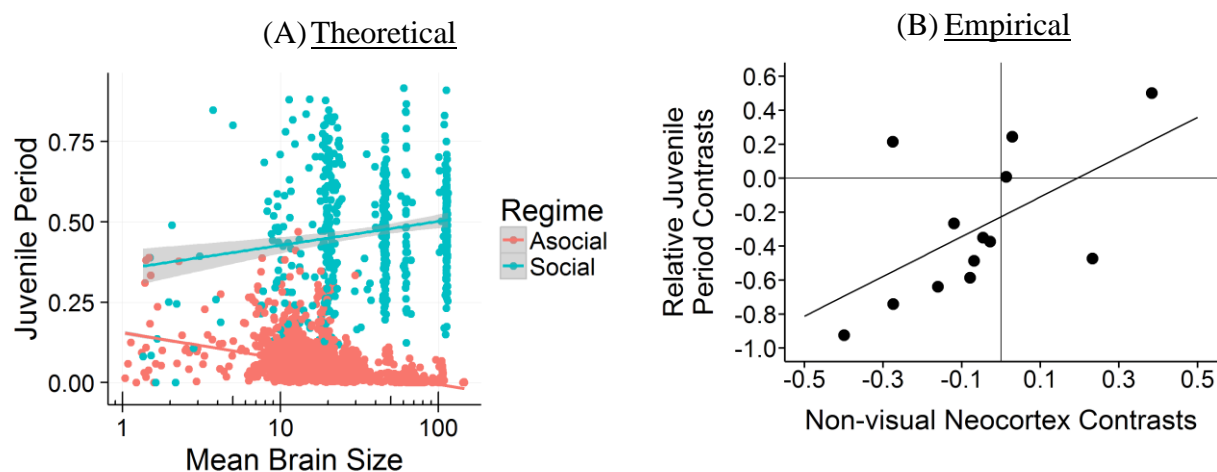 (A) Theoretical
Juvenile Period
0.75
0.50
0.25
0.00
1
10
100
Mean Brain Size
Regime
Asocial
Social
(B) Empirical
Relative Juvenile
Period Contrasts
0.6
0.4
0.2
0.0
-0.2
-0.4
-0.6
-0.8
-1.0
-0.5
-0.3
-0.1
0.1
0.3
0.5
Non-visual Neocortex Contrasts